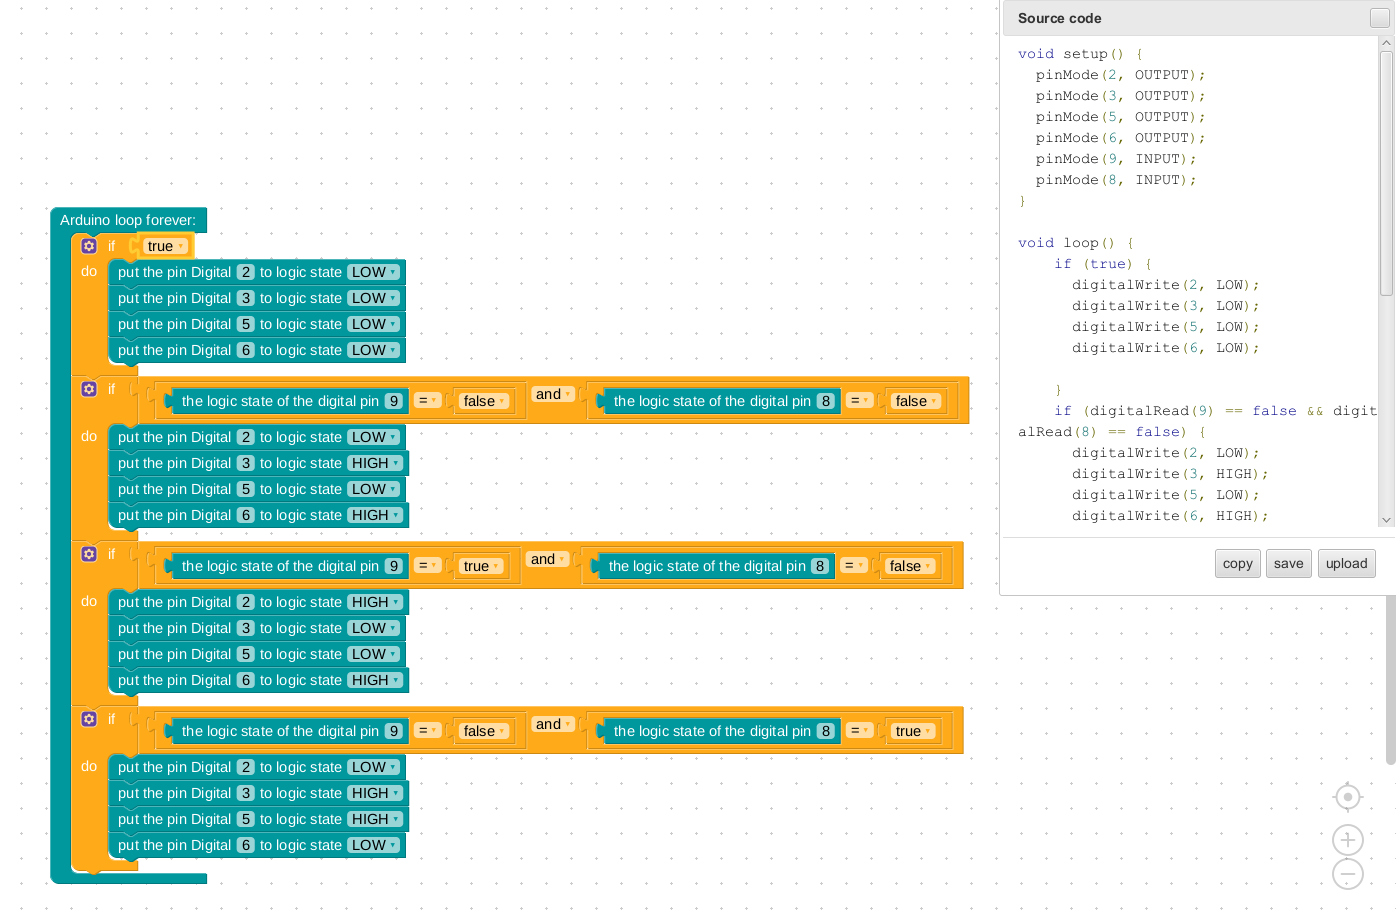 Arduino loop forever:
if true
do put the pin Digital 2 to logic state LOW
put the pin Digital 3 to logic state LOW
put the pin Digital 5 to logic state LOW
put the pin Digital 6 to logic state LOW
if the logic state of the digital pin 9 = false and the logic state of the digital pin 8 = false
do put the pin Digital 2 to logic state LOW
put the pin Digital 3 to logic state HIGH
put the pin Digital 5 to logic state LOW
put the pin Digital 6 to logic state HIGH
if the logic state of the digital pin 9 = true and the logic state of the digital pin 8 = false
do put the pin Digital 2 to logic state HIGH
put the pin Digital 3 to logic state LOW
put the pin Digital 5 to logic state LOW
put the pin Digital 6 to logic state HIGH
if the logic state of the digital pin 9 = false and the logic state of the digital pin 8 = true
do put the pin Digital 2 to logic state LOW
put the pin Digital 3 to logic state HIGH
put the pin Digital 5 to logic state HIGH
put the pin Digital 6 to logic state LOW
Source code
void setup() {
pinMode(2, OUTPUT);
pinMode(3, OUTPUT);
pinMode(5, OUTPUT);
pinMode(6, OUTPUT);
pinMode(9, INPUT);
pinMode(8, INPUT);
}
void loop() {
if (true) {
digitalWrite(2, LOW);
digitalWrite(3, LOW);
digitalWrite(5, LOW);
digitalWrite(6, LOW);
}
if (digitalRead(9) == false && digit
alRead(8) == false) {
digitalWrite(2, LOW);
digitalWrite(3, HIGH);
digitalWrite(5, LOW);
digitalWrite(6, HIGH);
copy save upload